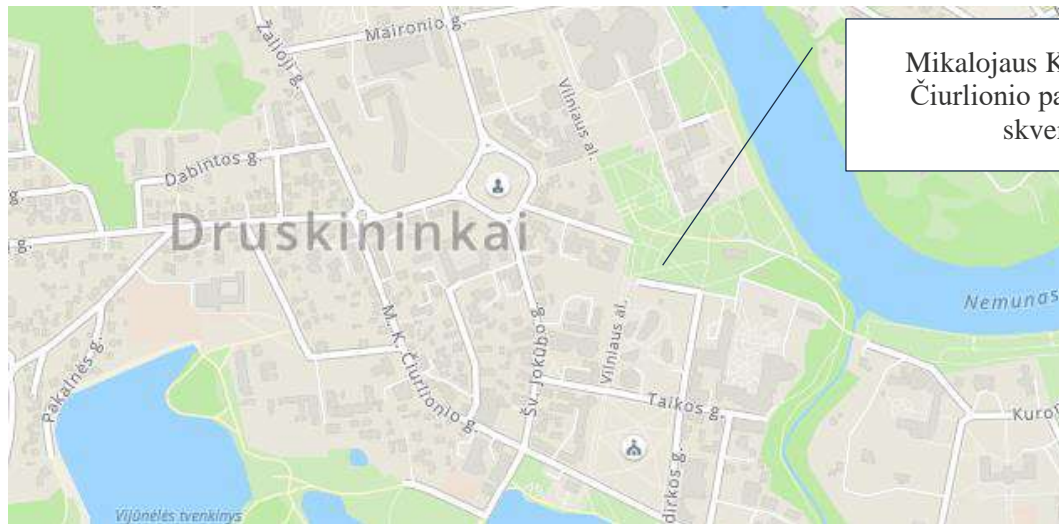 Žalioji g.
Maironio g.
Vilniaus al.
Mikalojaus K
Čiurlionio pa
skve
Dabintos g.
g.
g.
Druskininkai
Nemunas
M. K. Čiurlionio g.
Šv. Jokūbo g.
Vilniaus al.
Pakalnės g.
Taikos g.
Kuro
dirkos g.
Vijūnėlės tvenkinys